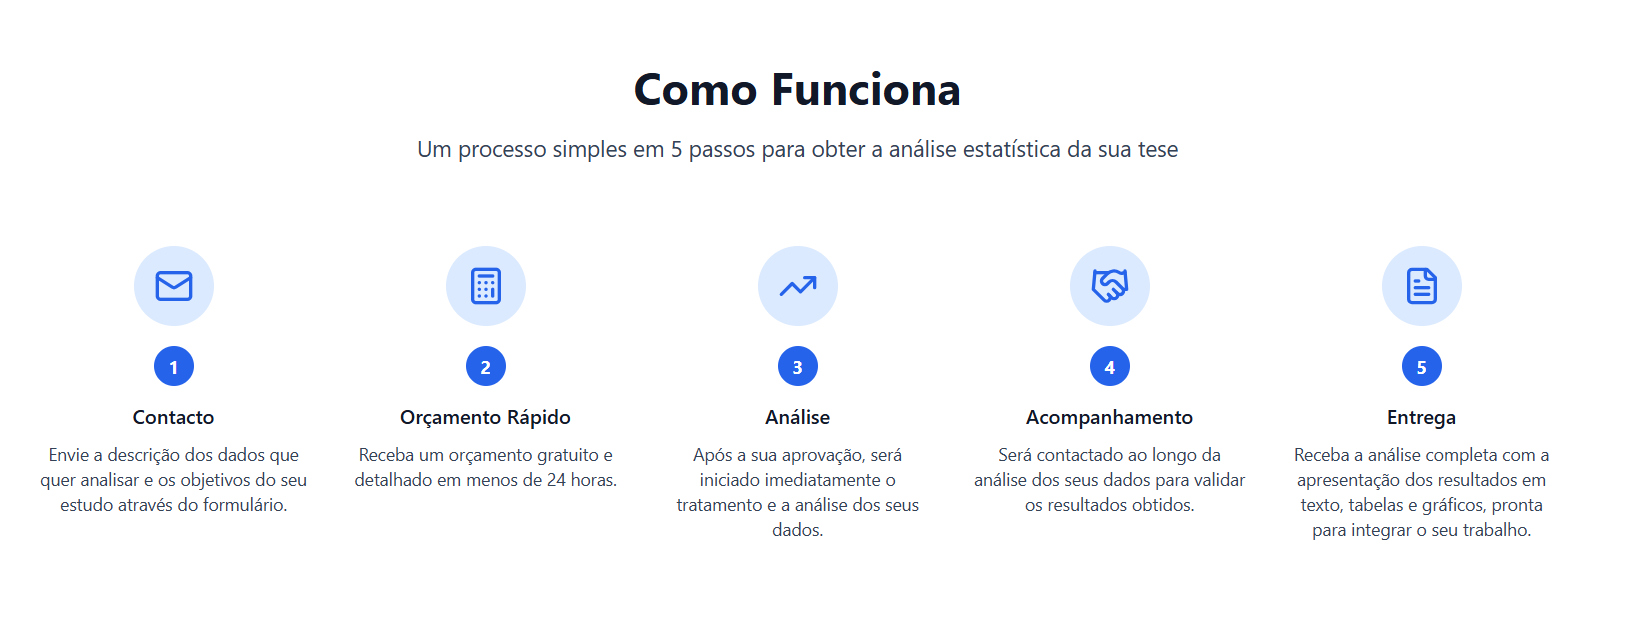 Como Funciona
Um processo simples em 5 passos para obter a análise estatística da sua tese
1
Contacto
Envie a descrição dos dados que
quer analisar e os objetivos do seu
estudo através do formulário.
2
Orçamento Rápido
Receba um orçamento gratuito e
detalhado em menos de 24 horas.
3
Análise
Após a sua aprovação, será
iniciado imediatamente o
tratamento e a análise dos seus
dados.
4
Acompanhamento
Será contactado ao longo da
análise dos seus dados para validar
os resultados obtidos.
5
Entrega
Receba a análise completa com a
apresentação dos resultados em
texto, tabelas e gráficos, pronta
para integrar o seu trabalho.